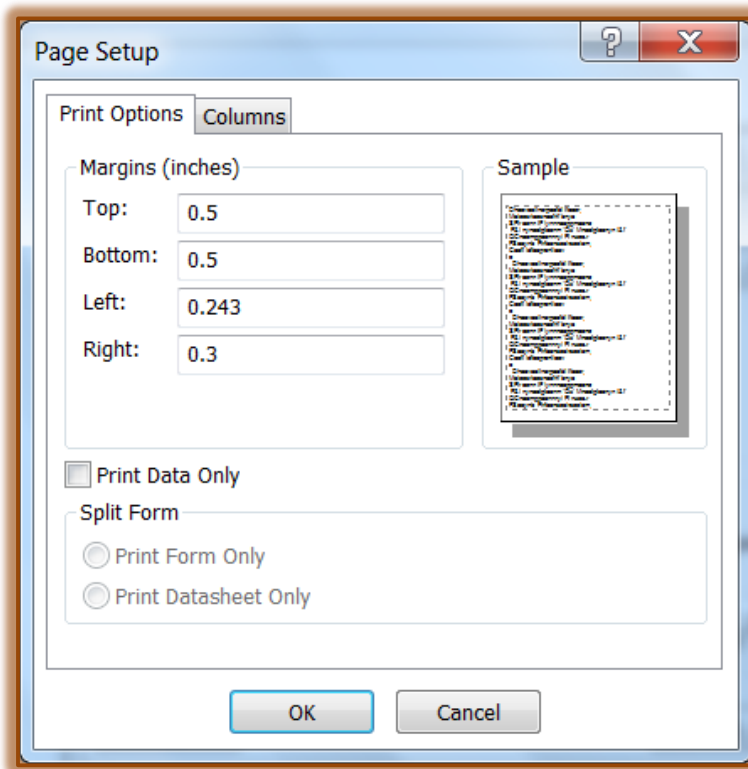 Page Setup
Print Options Columns
Margins (inches)
Sample
Top: 0.5
Bottom: 0.5
Left: 0.243
Right: 0.3
Print Data Only
Split Form
Print Form Only
Print Datasheet Only
OK Cancel